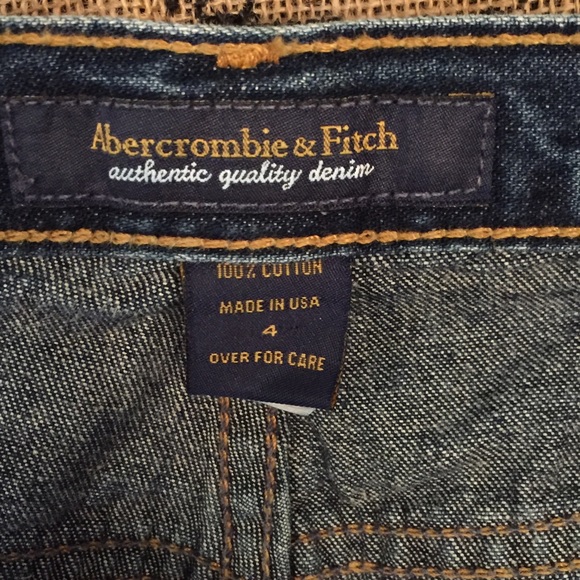 Abercrombie & Fitch
authentic quality denim
100% COTTON
MADE IN USA
4
OVER FOR CARE